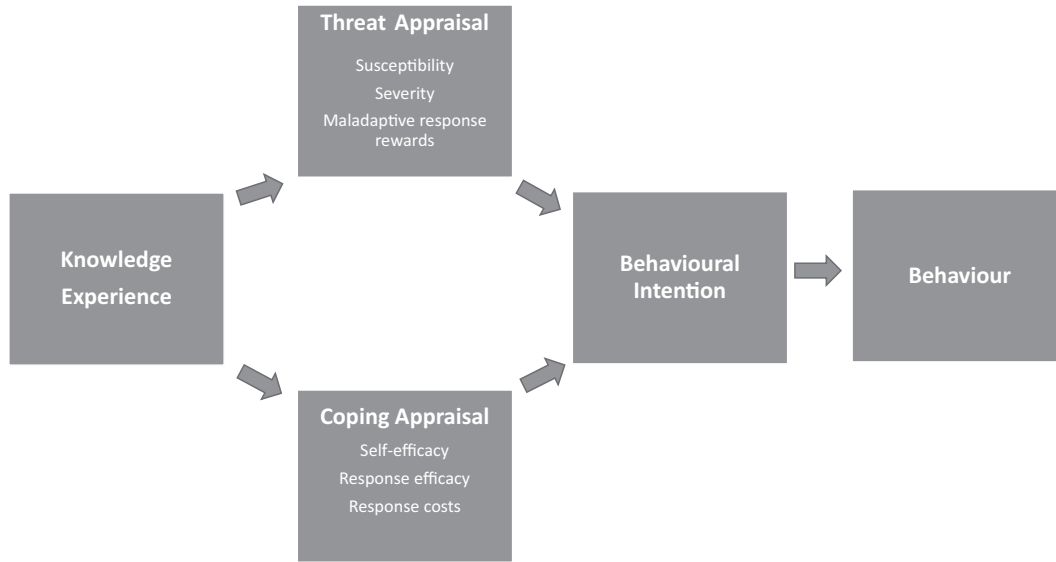 Threat Appraisal
Susceptibility
Severity
Maladaptive response
rewards
Knowledge
Experience
Behavioural
Intention
Behaviour
Coping Appraisal
Self-efficacy
Response efficacy
Response costs